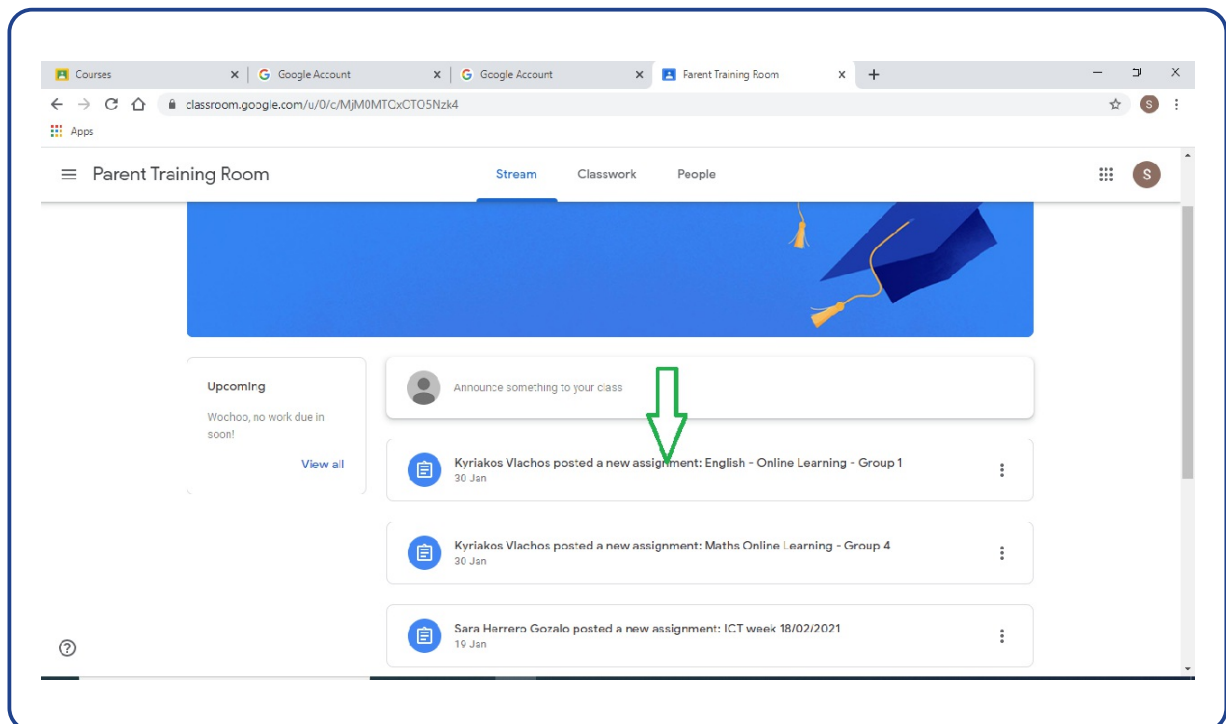 Courses
Google Account
Google Account
Parent Training Room
classroom.google.com/u/0/c/MjM0MTCxCTO5Nzk4
S
Apps
Parent Training Room
Stream
Classwork
People
S
Upcoming
Woohoo, no work due in
soon!
View all
Announce something to your class
Kyriakos Vlachos posted a new assignment: English - Online Learning - Group 1
30 Jan
Kyriakos Vlachos posted a new assignment: Maths Online Learning - Group 4
30 Jan
Sara Herrero Gozalo posted a new assignment: ICT week 18/02/2021
19 Jan